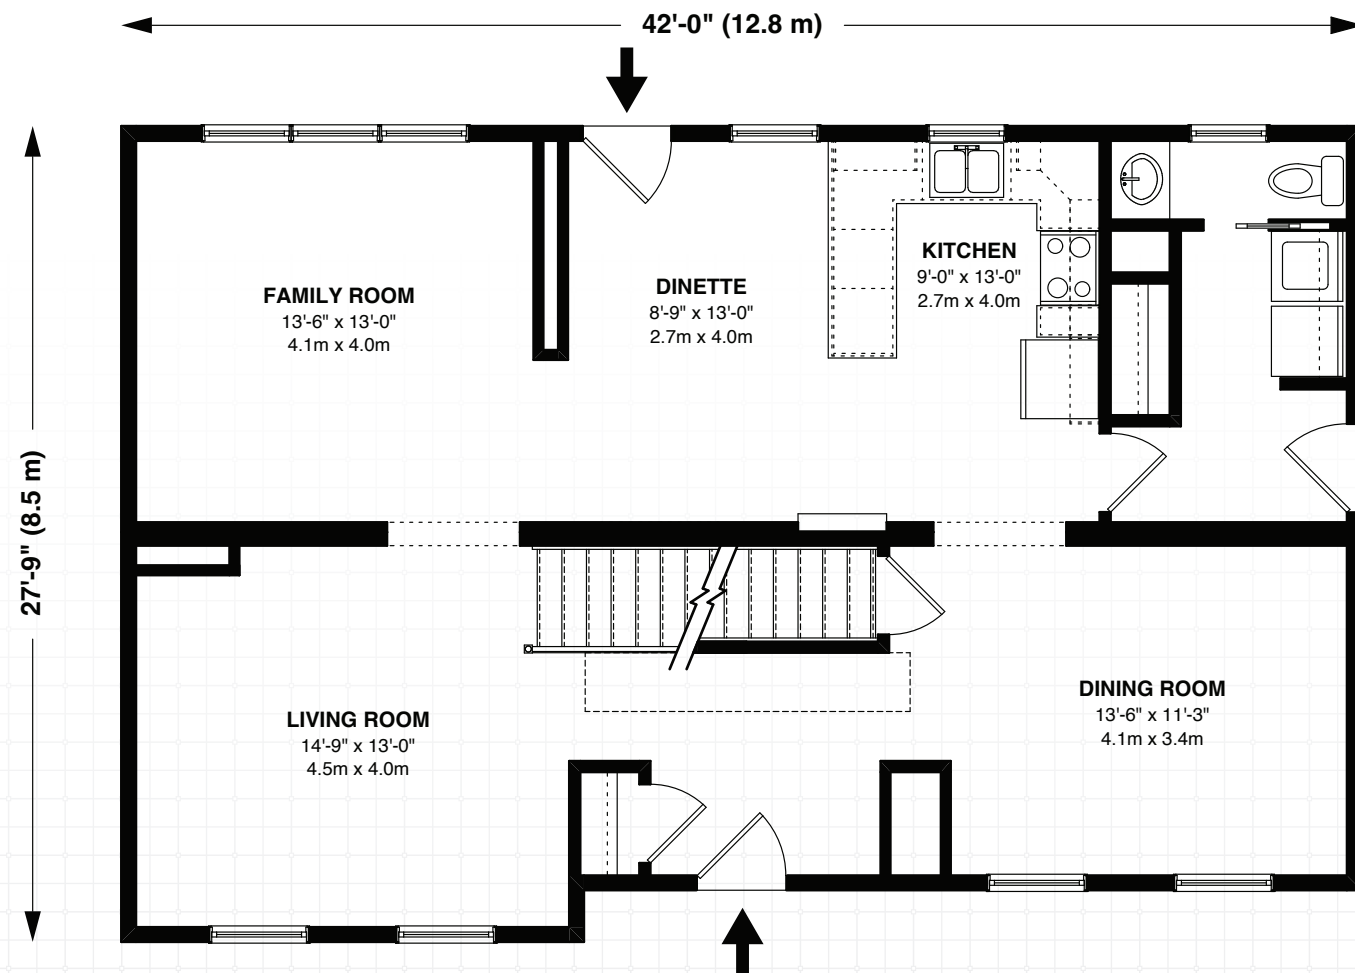 42'-0" (12.8 m)
27'-9" (8.5 m)
FAMILY ROOM
13'-6" x 13'-0"
4.1m x 4.0m
DINETTE
8'-9" x 13'-0"
2.7m x 4.0m
KITCHEN
9'-0" x 13'-0"
2.7m x 4.0m
LIVING ROOM
14'-9" x 13'-0"
4.5m x 4.0m
DINING ROOM
13'-6" x 11'-3"
4.1m x 3.4m